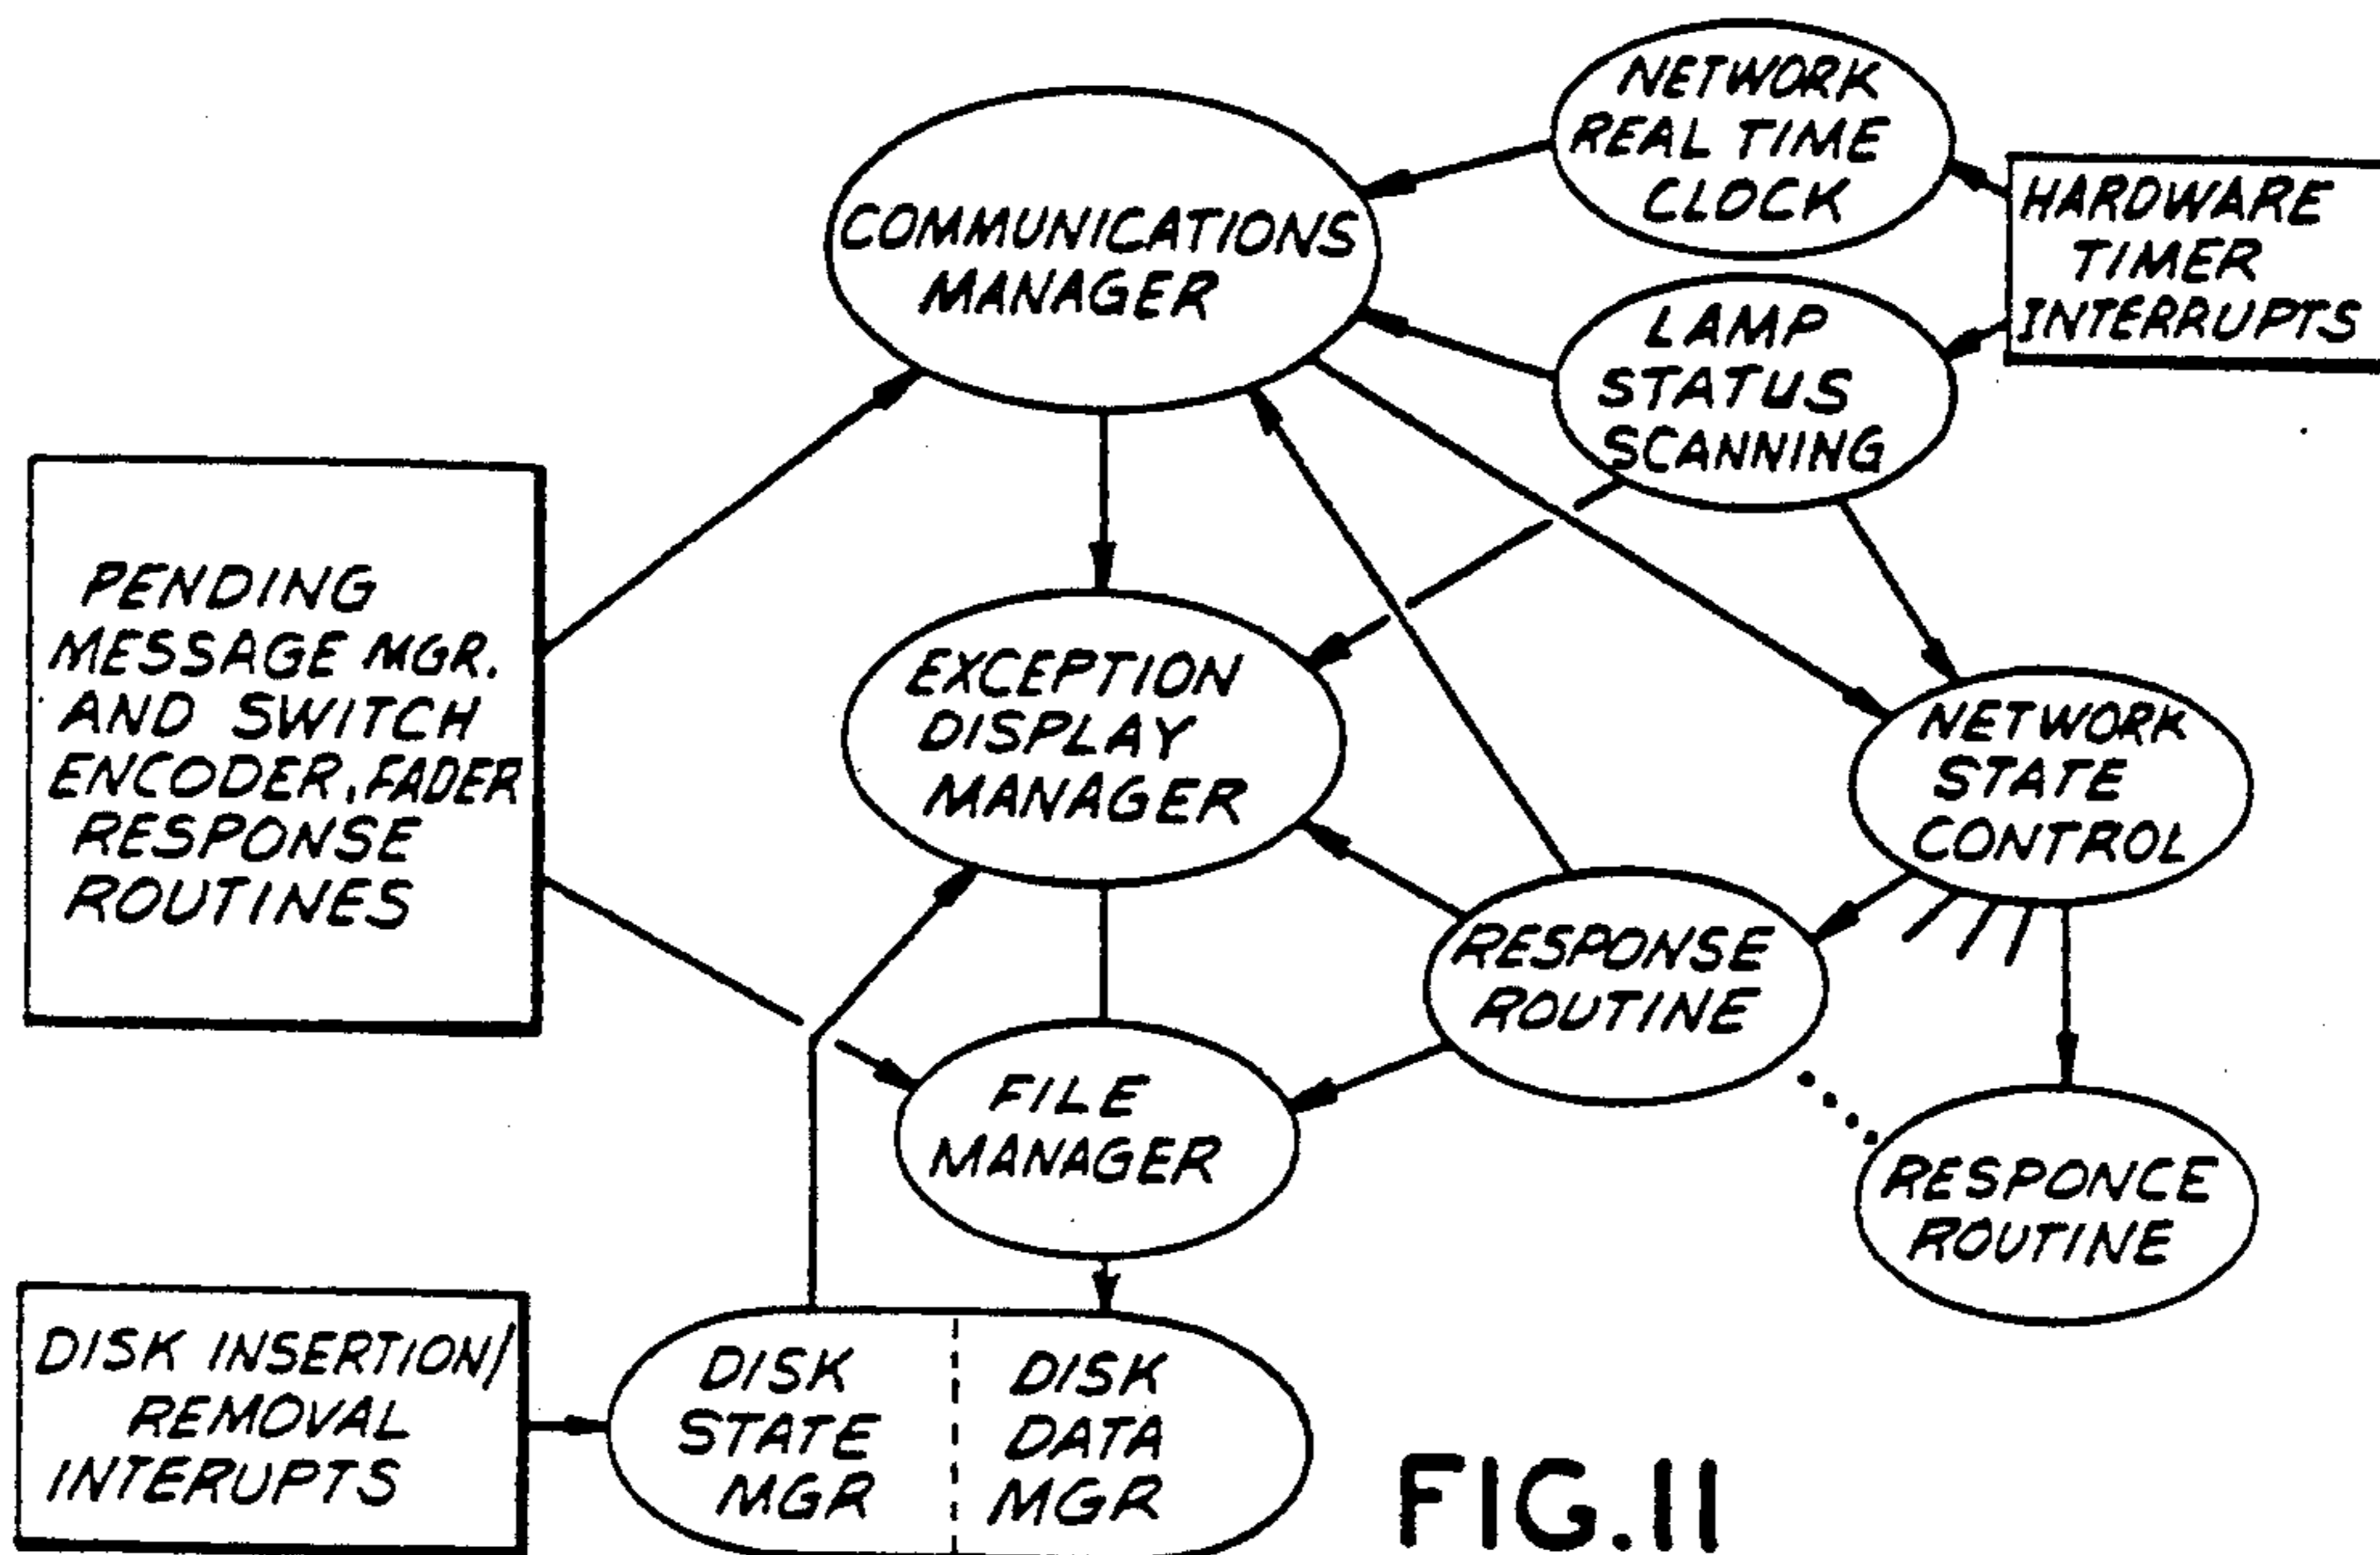 NETWORK
REAL TIME
CLOCK
COMMUNICATIONS
MANAGER
HARDWARE
TIMER
INTERRUPTS
LAMP
STATUS
SCANNING
PENDING
MESSAGE MGR.
AND SWITCH
ENCODER, FADER
RESPONSE
ROUTINES
EXCEPTION
DISPLAY
MANAGER
NETWORK
STATE
CONTROL
RESPONSE
ROUTINE
FILE
MANAGER
RESPONCE
ROUTINE
DISK INSERTION/
REMOVAL
INTERUPTS
DISK
STATE
MGR
DISK
DATA
MGR
FIG.11